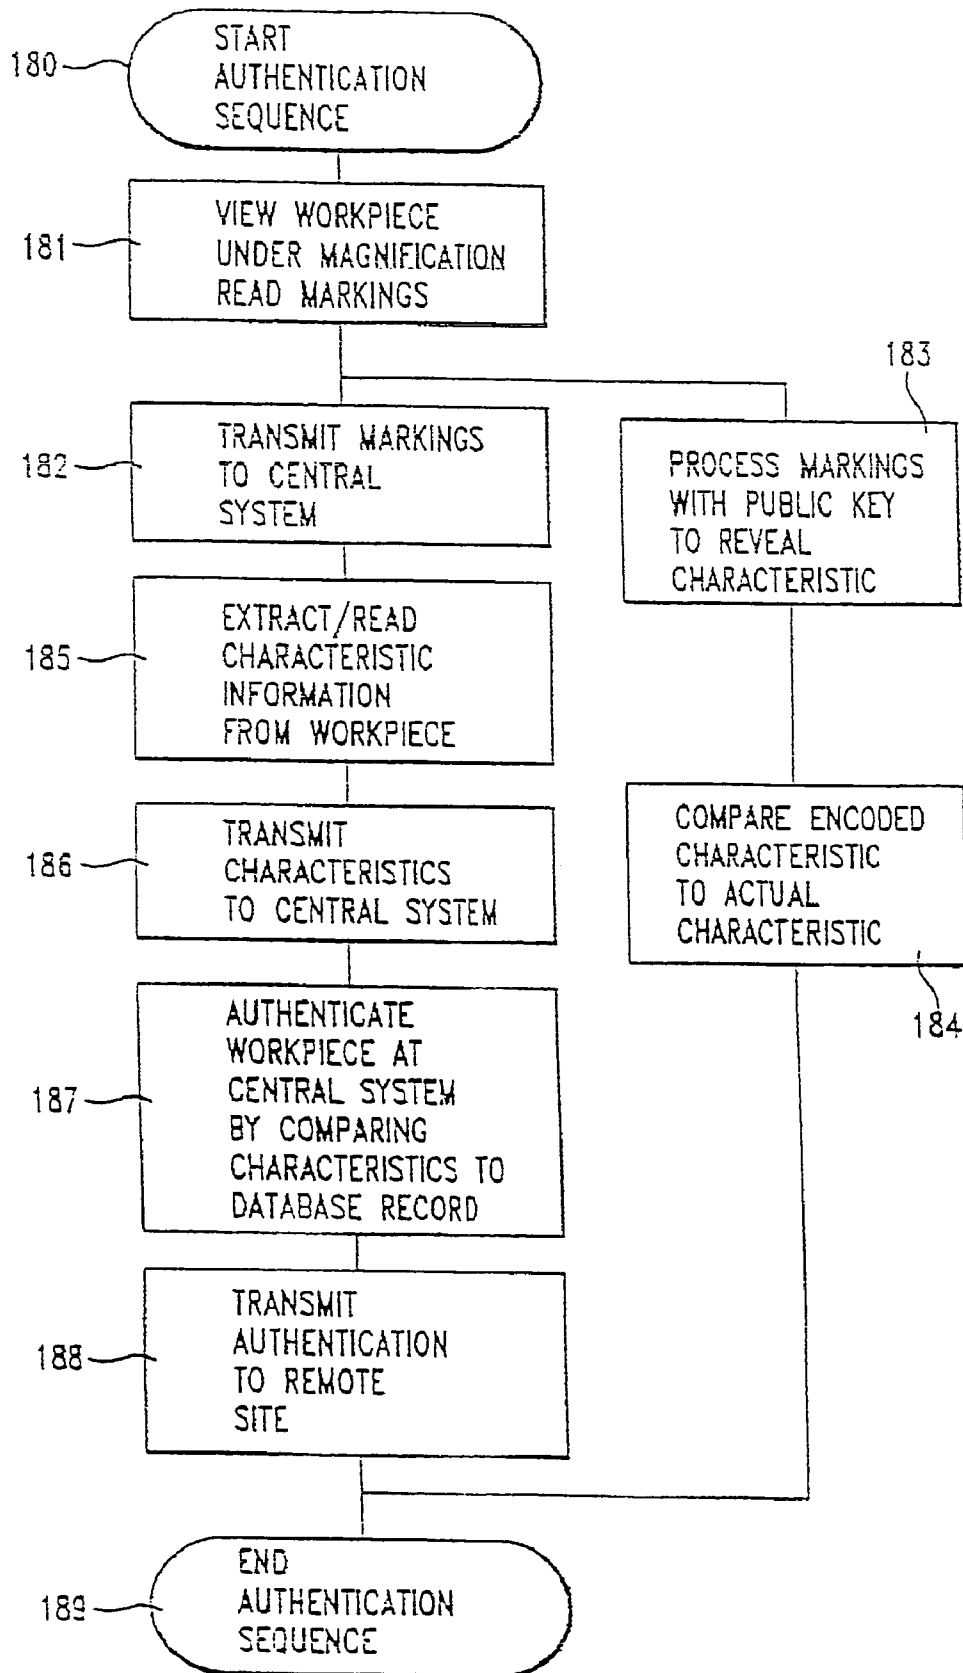 180
START
AUTHENTICATION
SEQUENCE
181
VIEW WORKPIECE
UNDER MAGNIFICATION
READ MARKINGS
182
TRANSMIT MARKINGS
TO CENTRAL
SYSTEM
183
PROCESS MARKINGS
WITH PUBLIC KEY
TO REVEAL
CHARACTERISTIC
185
EXTRACT/READ
CHARACTERISTIC
INFORMATION
FROM WORKPIECE
186
TRANSMIT
CHARACTERISTICS
TO CENTRAL SYSTEM
COMPARE ENCODED
CHARACTERISTIC
TO ACTUAL
CHARACTERISTIC
184
187
AUTHENTICATE
WORKPIECE AT
CENTRAL SYSTEM
BY COMPARING
CHARACTERISTICS TO
DATABASE RECORD
188
TRANSMIT
AUTHENTICATION
TO REMOTE
SITE
189
END
AUTHENTICATION
SEQUENCE